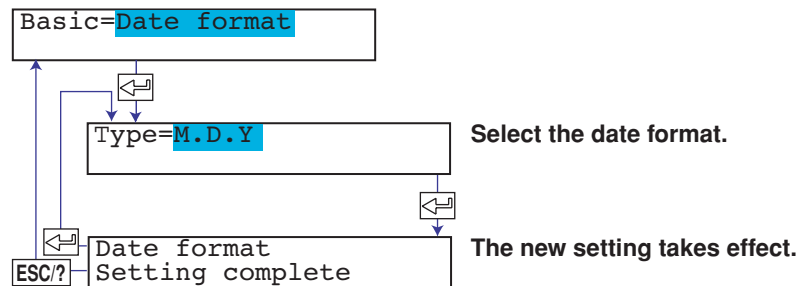 Basic=Date format
Type=M.D.Y
Select the date format.
Date format
Setting complete
The new setting takes effect.
ESC/?